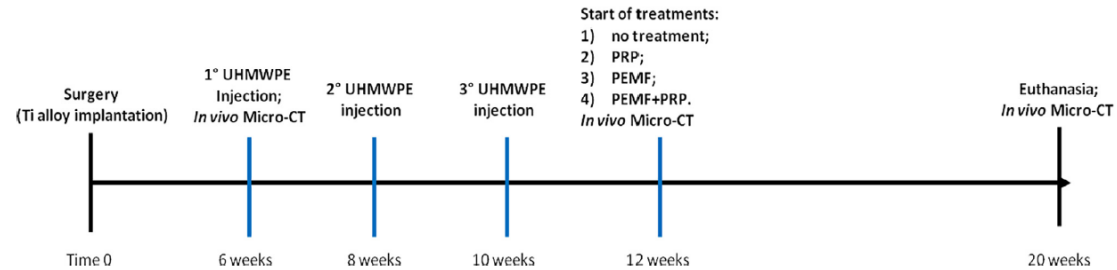 Surgery
(Ti alloy implantation)
1° UHMWPE
Injection;
In vivo Micro-CT
2° UHMWPE
injection
3° UHMWPE
injection
Start of treatments:
1) no treatment;
2) PRP;
3) PEMF;
4) PEMF+PRP.
In vivo Micro-CT
Euthanasia;
In vivo Micro-CT
Time 0
6 weeks
8 weeks
10 weeks
12 weeks
20 weeks